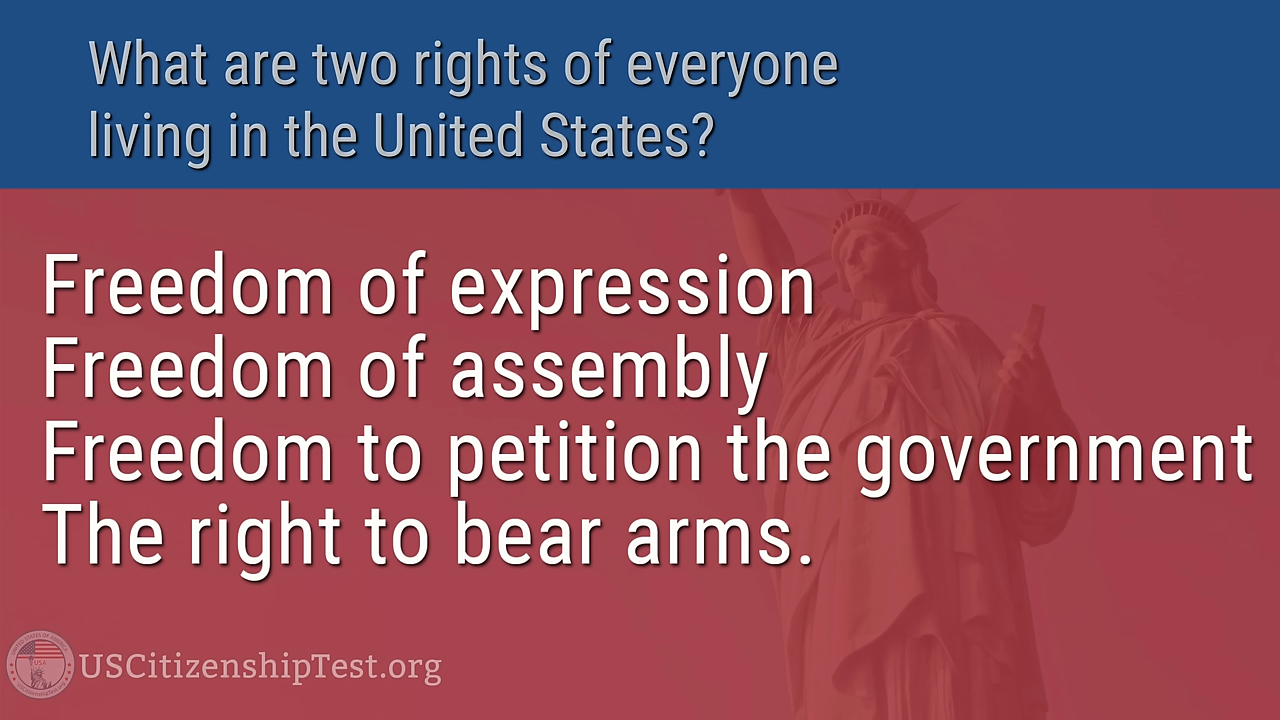 What are two rights of everyone
living in the United States?
Freedom of expression
Freedom of assembly
Freedom to petition the government
The right to bear arms.
USCitizenshipTest.org